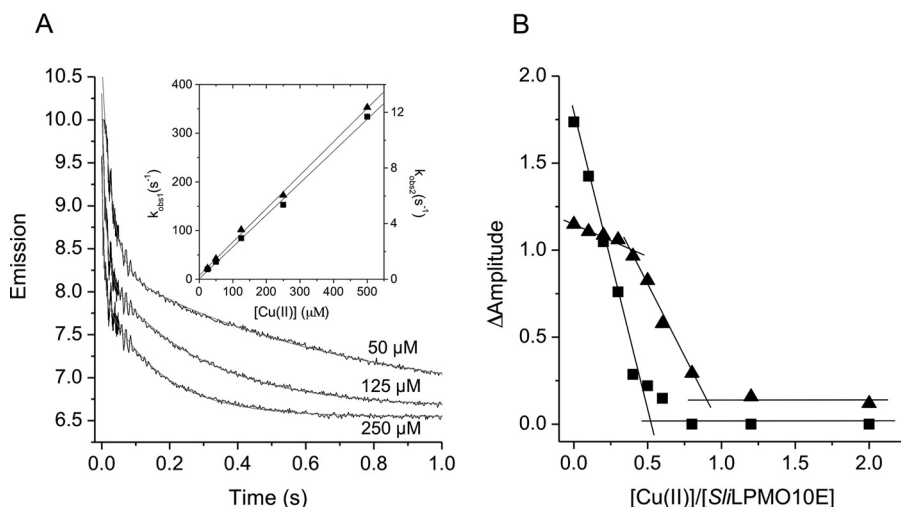 A
B
10.5
10.0
9.5
9.0
8.5
8.0
7.5
7.0
6.5
Emission
0.0 0.2 0.4 0.6 0.8 1.0
Time (s)
50 μM
125 μM
250 μM
400
300
200
100
0
k_obs1(s⁻¹)
12
8
4
0
k_obs2(s⁻¹)
0 100 200 300 400 500
[Cu(II)] (μM)
2.0
1.5
1.0
0.5
0.0
ΔAmplitude
0.0 0.5 1.0 1.5 2.0
[Cu(II)]/[SliLPMO10E]